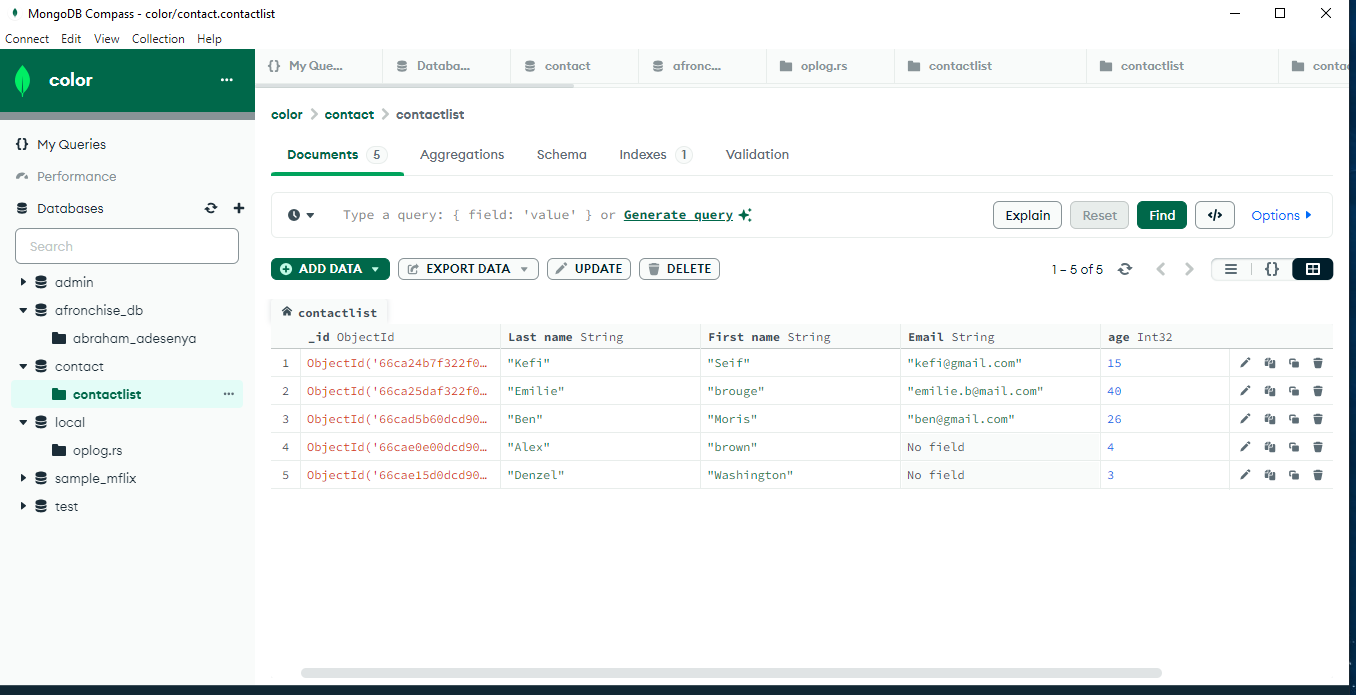 MongoDB Compass - color/contact.contactlist
Connect Edit View Collection Help
color ...
{} My Que... Databa... contact afronc... oplog.rs contactlist contactlist contac
color > contact > contactlist
My Queries
Performance
Databases
Search
admin
afronchise_db
abraham_adesenya
contact
contactlist ...
local
oplog.rs
sample_mflix
test
Documents 5 Aggregations Schema Indexes 1 Validation
Type a query: { field: 'value' } or Generate query Explain Reset Find </> Options
ADD DATA EXPORT DATA UPDATE DELETE 1 – 5 of 5 {}
contactlist
_id ObjectId Last name String First name String Email String age Int32
1 ObjectId('66ca24b7f322f0... "Kefi" "Seif" "kefi@gmail.com" 15
2 ObjectId('66ca25daf322f0... "Emilie" "brouge" "emilie.b@mail.com" 40
3 ObjectId('66cad5b60dcd90... "Ben" "Moris" "ben@gmail.com" 26
4 ObjectId('66cae0e00dcd90... "Alex" "brown" No field 4
5 ObjectId('66cae15d0dcd90... "Denzel" "Washington" No field 3